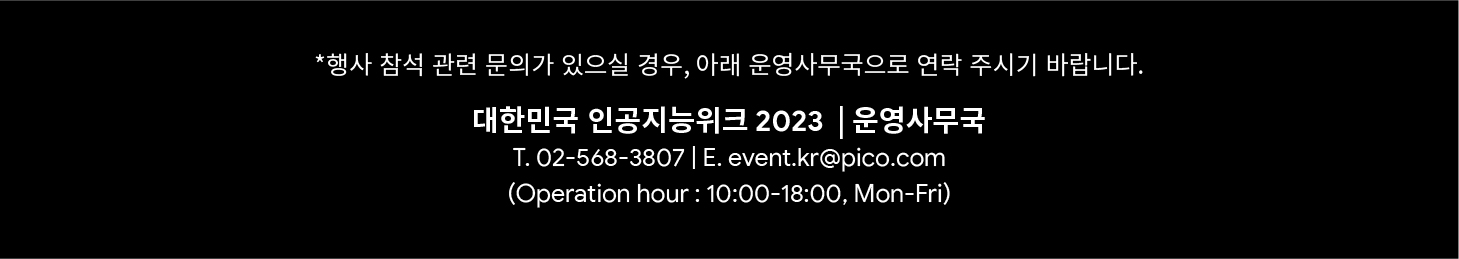 *행사 참석 관련 문의가 있으실 경우, 아래 운영사무국으로 연락 주시기 바랍니다.
대한민국 인공지능위크 2023 | 운영사무국
T. 02-568-3807 | E. event.kr@pico.com
(Operation hour : 10:00-18:00, Mon-Fri)